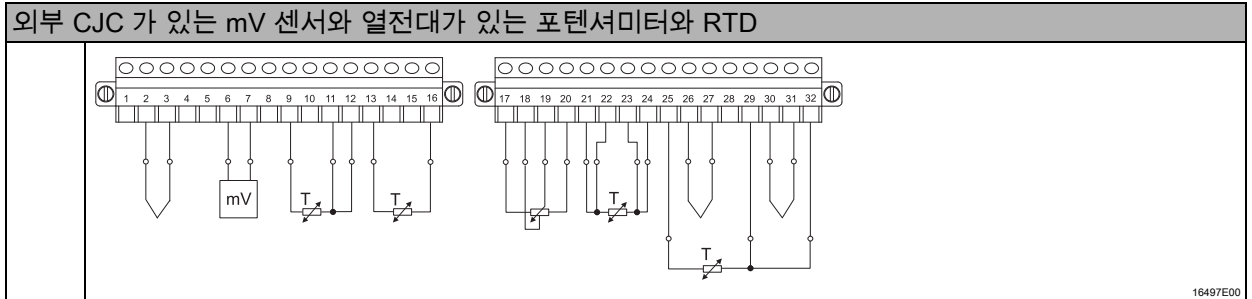 외부 CJC 가 있는 mV 센서와 열전대가 있는 포텐셔미터와 RTD
1 2 3 4 5 6 7 8 9 10 11 12 13 14 15 16
17 18 19 20 21 22 23 24 25 26 27 28 29 30 31 32
mV T T T
T
16497E00